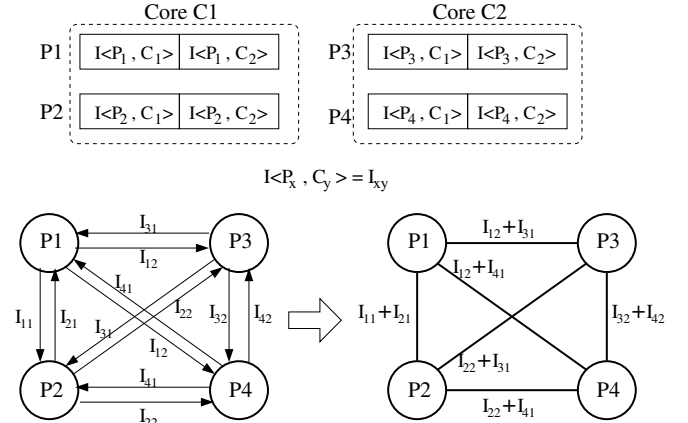 Core C1 Core C2
P1 I<P₁ , C₁> I<P₁ , C₂> P3 I<P₃ , C₁> I<P₃ , C₂>
P2 I<P₂ , C₁> I<P₂ , C₂> P4 I<P₄ , C₁> I<P₄ , C₂>
I<Pₓ , Cᵧ> = Iₓᵧ
P1 I₃₁ P3 P1 I₁₂+I₃₁ P3
I₁₂
I₄₁ I₁₂+I₄₁
I₁₁ I₂₁ I₃₁ I₂₂ I₃₂ I₄₂ I₁₁+I₂₁ I₃₂+I₄₂
I₁₂ I₂₂+I₃₁
P2 I₄₁ P4 P2 P4
I₂₂ I₂₂+I₄₁